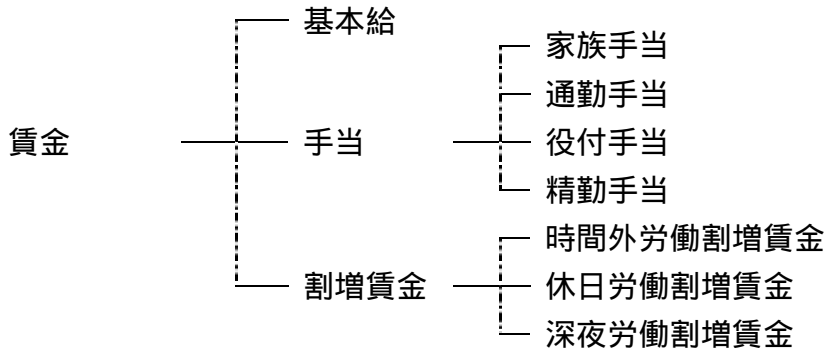 賃金
基本給
手当
家族手当
通勤手当
役付手当
精勤手当
割増賃金
時間外労働割増賃金
休日労働割増賃金
深夜労働割増賃金